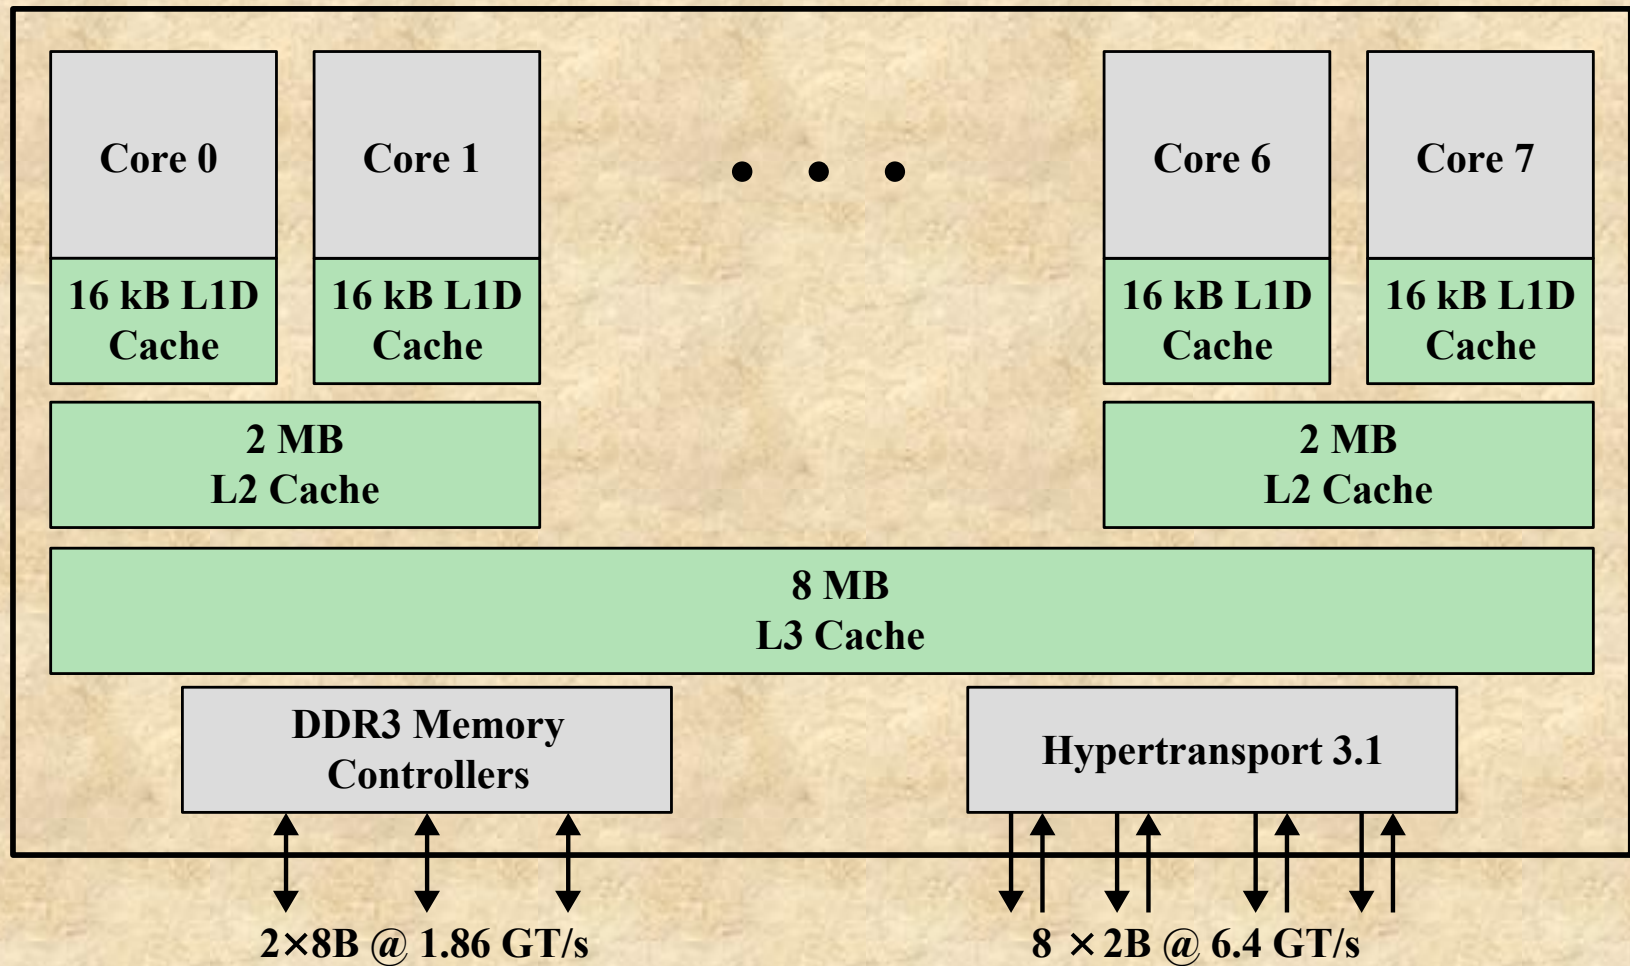 Core 0
Core 1
Core 6
Core 7
16 kB L1D
Cache
16 kB L1D
Cache
16 kB L1D
Cache
16 kB L1D
Cache
2 MB
L2 Cache
2 MB
L2 Cache
8 MB
L3 Cache
DDR3 Memory
Controllers
Hypertransport 3.1
2×8B @ 1.86 GT/s
8 × 2B @ 6.4 GT/s